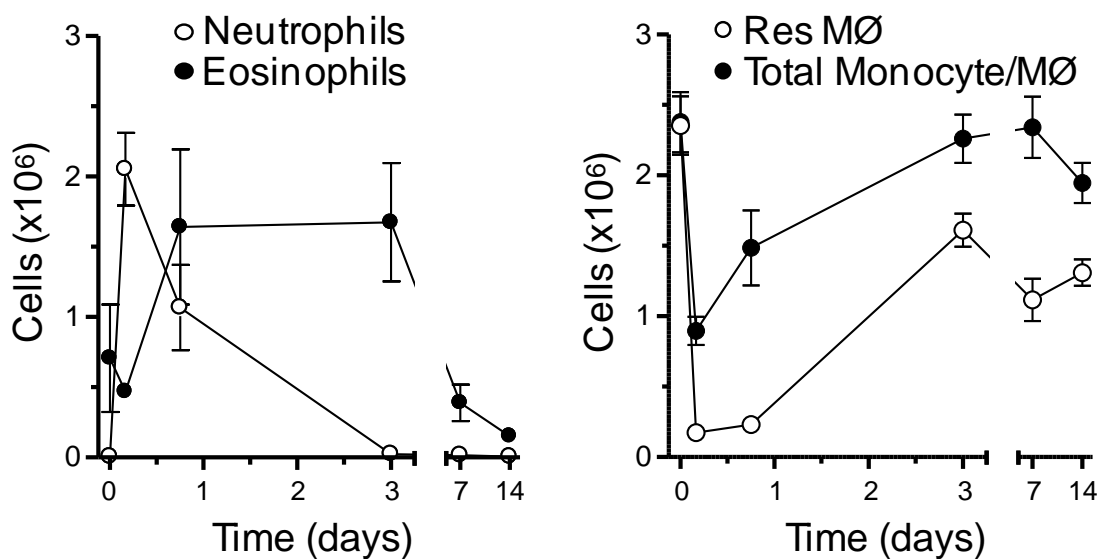 Neutrophils
Eosinophils
Cells (x10⁶)
3
2
1
0
0 1 2 3 7 14
Time (days)
Res MØ
Total Monocyte/MØ
Cells (x10⁶)
3
2
1
0
0 1 2 3 7 14
Time (days)